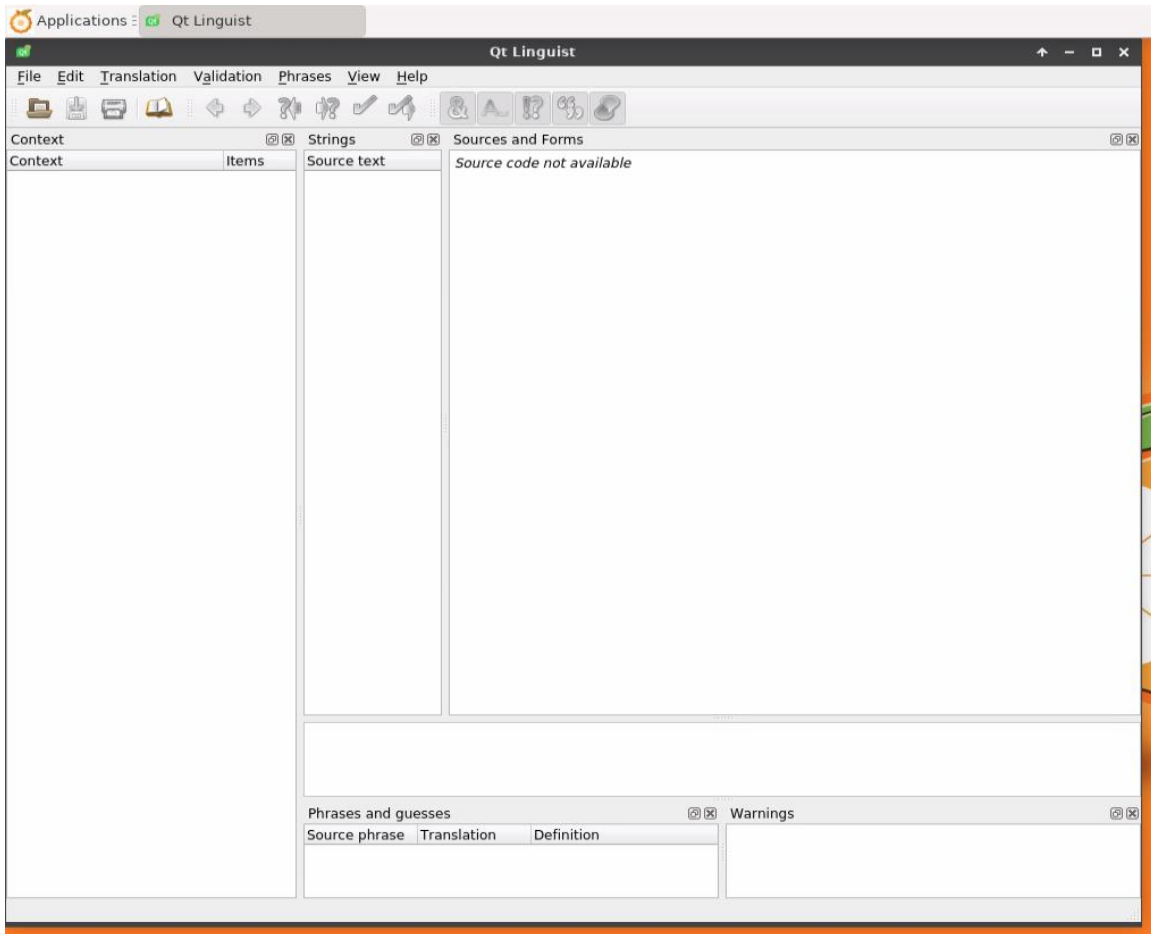 Applications Qt Linguist
Qt Linguist
File Edit Translation Validation Phrases View Help
Context Strings Sources and Forms
Context Items Source text Source code not available
Phrases and guesses Warnings
Source phrase Translation Definition